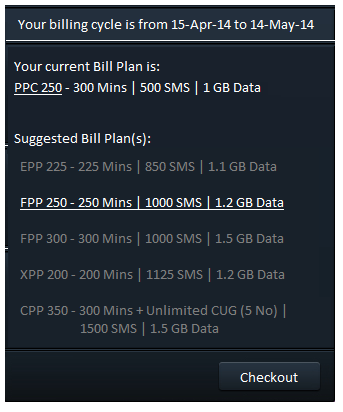 Your billing cycle is from 15-Apr-14 to 14-May-14
Your current Bill Plan is:
PPC 250 - 300 Mins | 500 SMS | 1 GB Data
Suggested Bill Plan(s):
EPP 225 - 225 Mins | 850 SMS | 1.1 GB Data
FPP 250 - 250 Mins | 1000 SMS | 1.2 GB Data
FPP 300 - 300 Mins | 1000 SMS | 1.5 GB Data
XPP 200 - 200 Mins | 1125 SMS | 1.2 GB Data
CPP 350 - 300 Mins + Unlimited CUG (5 No) |
1500 SMS | 1.5 GB Data
Checkout